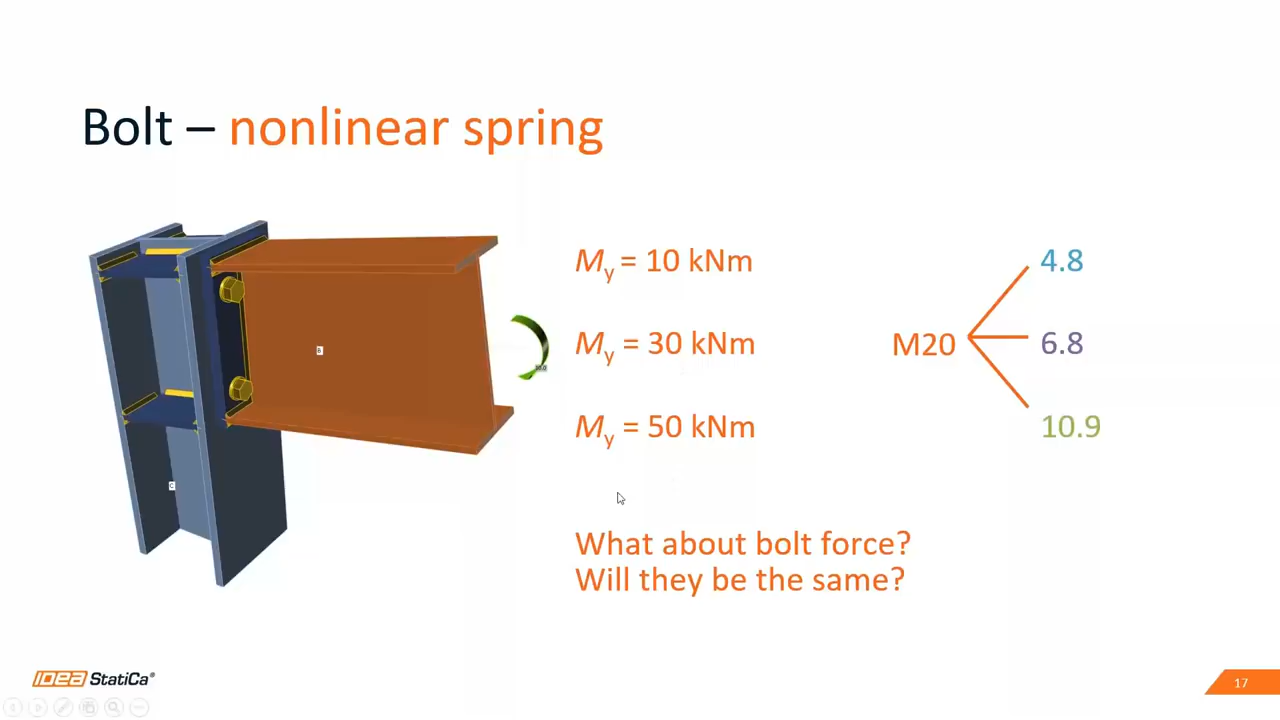 Bolt – nonlinear spring
My = 10 kNm
4.8
My = 30 kNm
M20
6.8
My = 50 kNm
10.9
What about bolt force?
Will they be the same?
B
C
IDEA StatiCa®
17